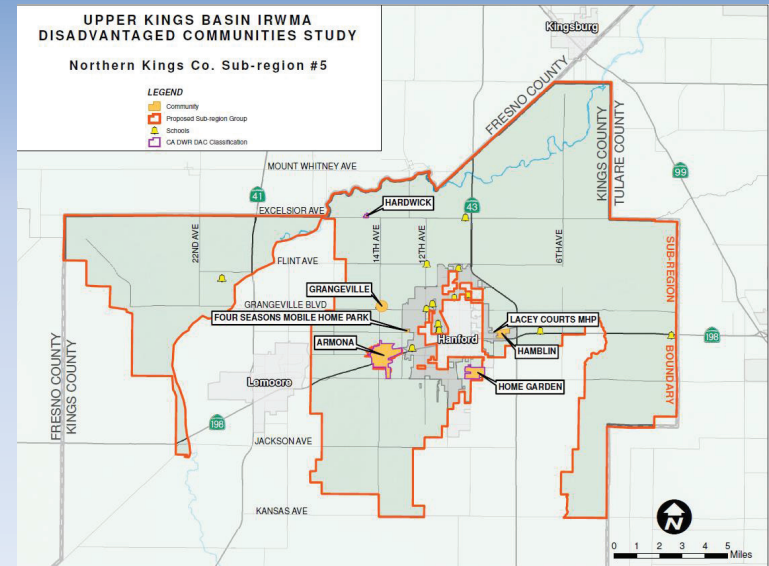 UPPER KINGS BASIN IRWMA
DISADVANTAGED COMMUNITIES STUDY
Northern Kings Co. Sub-region #5
LEGEND
Community
Proposed Sub-region Group
Schools
CA DWR DAC Classification
Kingsburg
FRESNO COUNTY
KINGS COUNTY
TULARE COUNTY
99
MOUNT WHITNEY AVE
41
HARDWICK
43
EXCELSIOR AVE
22ND AVE
14TH AVE
12TH AVE
6TH AVE
FLINT AVE
SUB-REGION
BOUNDARY
GRANGEVILLE
GRANGEVILLE BLVD
FOUR SEASONS MOBILE HOME PARK
LACEY COURTS MHP
198
ARMONA
Hanford
HAMBLIN
Lemoore
HOME GARDEN
FRESNO COUNTY
KINGS COUNTY
198
JACKSON AVE
KANSAS AVE
N
0 1 2 3 4 5
Miles